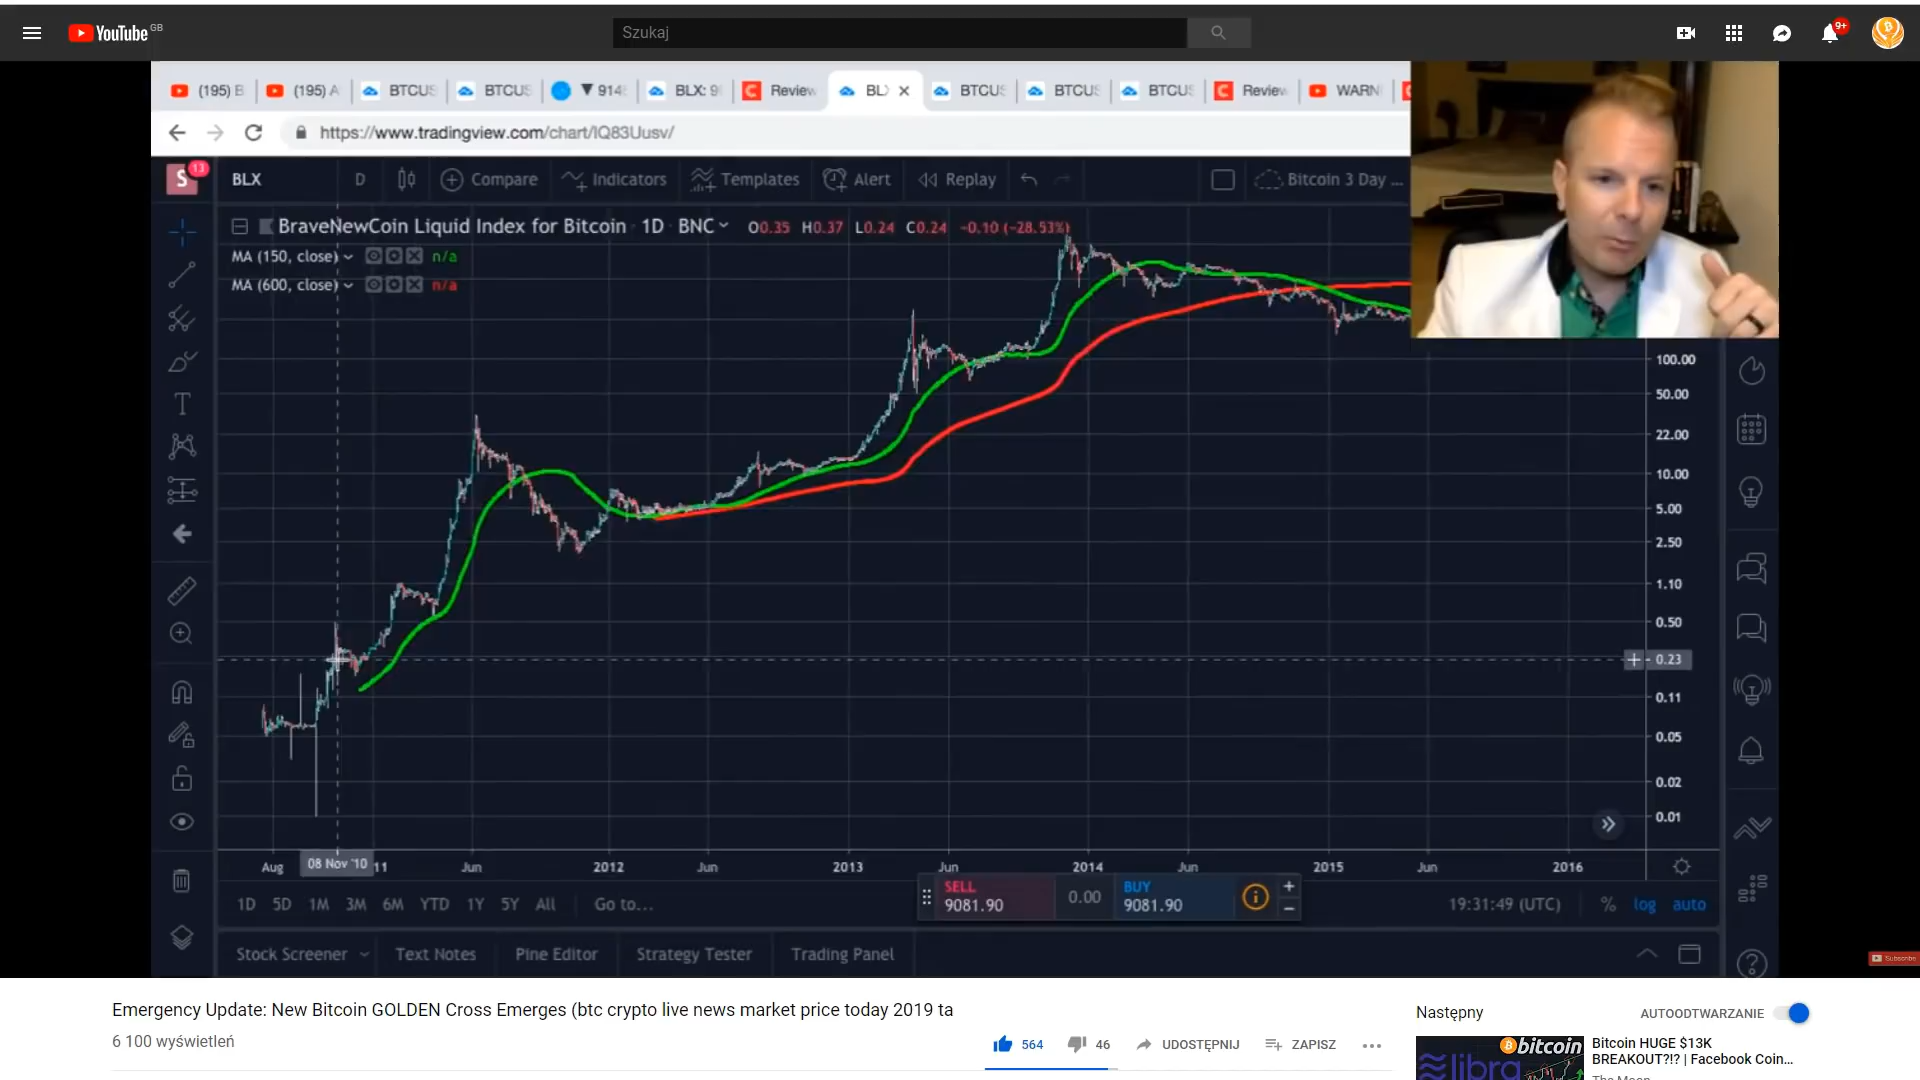 YouTube GB
Szukaj
9+
(195) B
(195) A
BTCUS
BTCUS
▼ 914
BLX: 9
Review
BL
BTCUS
BTCUS
BTCUS
Review
WARN
https://www.tradingview.com/chart/IQ83Uusv/
S 13
BLX
D
Compare
Indicators
Templates
Alert
Replay
Bitcoin 3 Day ...
BraveNewCoin Liquid Index for Bitcoin 1D BNC O0.35 H0.37 L0.24 C0.24 -0.10 (-28.53%)
MA (150, close) n/a
MA (600, close) n/a
100.00
50.00
22.00
10.00
5.00
2.50
1.10
0.50
0.23
0.11
0.05
0.02
0.01
Aug 08 Nov '10 11 Jun 2012 Jun 2013 Jun 2014 Jun 2015 Jun 2016
1D 5D 1M 3M 6M YTD 1Y 5Y All Go to...
SELL
9081.90
0.00
BUY
9081.90
19:31:49 (UTC) % log auto
Stock Screener Text Notes Pine Editor Strategy Tester Trading Panel
Subscribe
Emergency Update: New Bitcoin GOLDEN Cross Emerges (btc crypto live news market price today 2019 ta
6 100 wyświetleń
564
46
UDOSTĘPNIJ
ZAPISZ
Następny
AUTOODTWARZANIE
bitcoin
libra
Bitcoin HUGE $13K
BREAKOUT?!? | Facebook Coin...